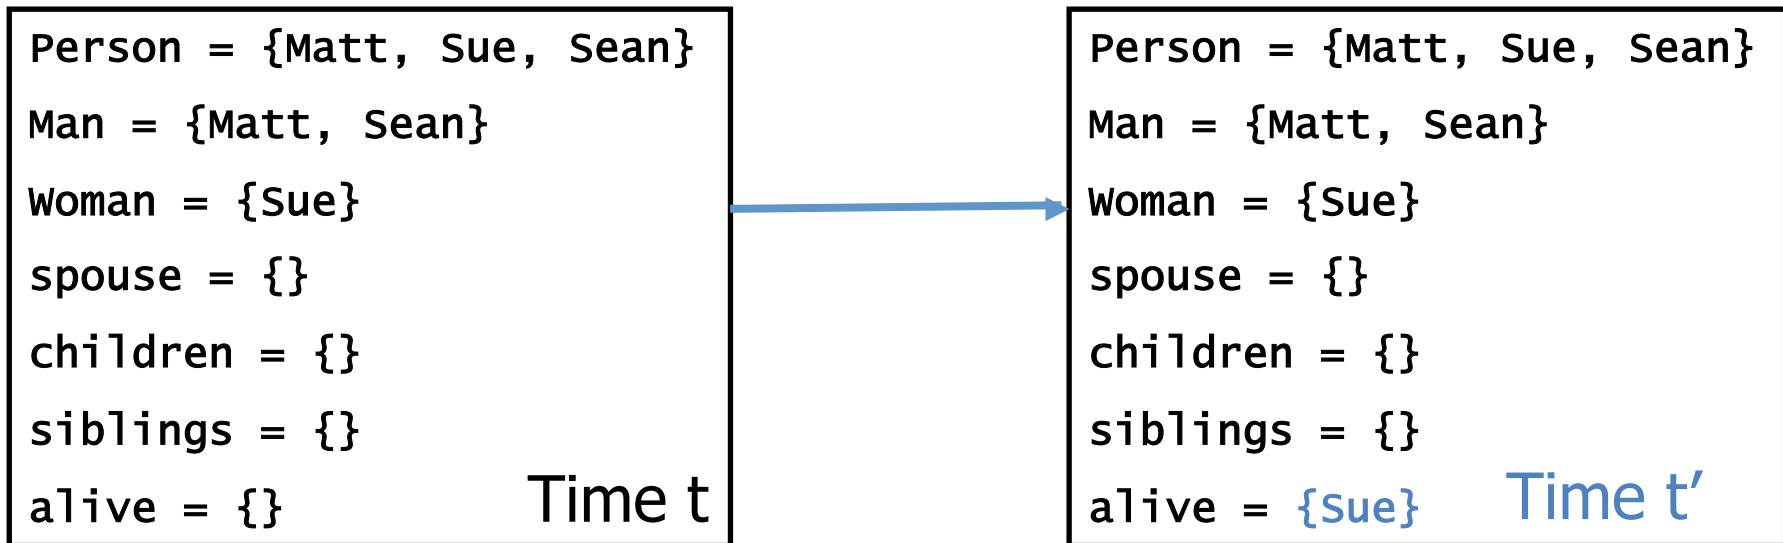 Person = {Matt, Sue, Sean}
Man = {Matt, Sean}
Woman = {Sue}
spouse = {}
children = {}
siblings = {}
alive = {}
Time t
Person = {Matt, Sue, Sean}
Man = {Matt, Sean}
Woman = {Sue}
spouse = {}
children = {}
siblings = {}
alive = {Sue}
Time t’